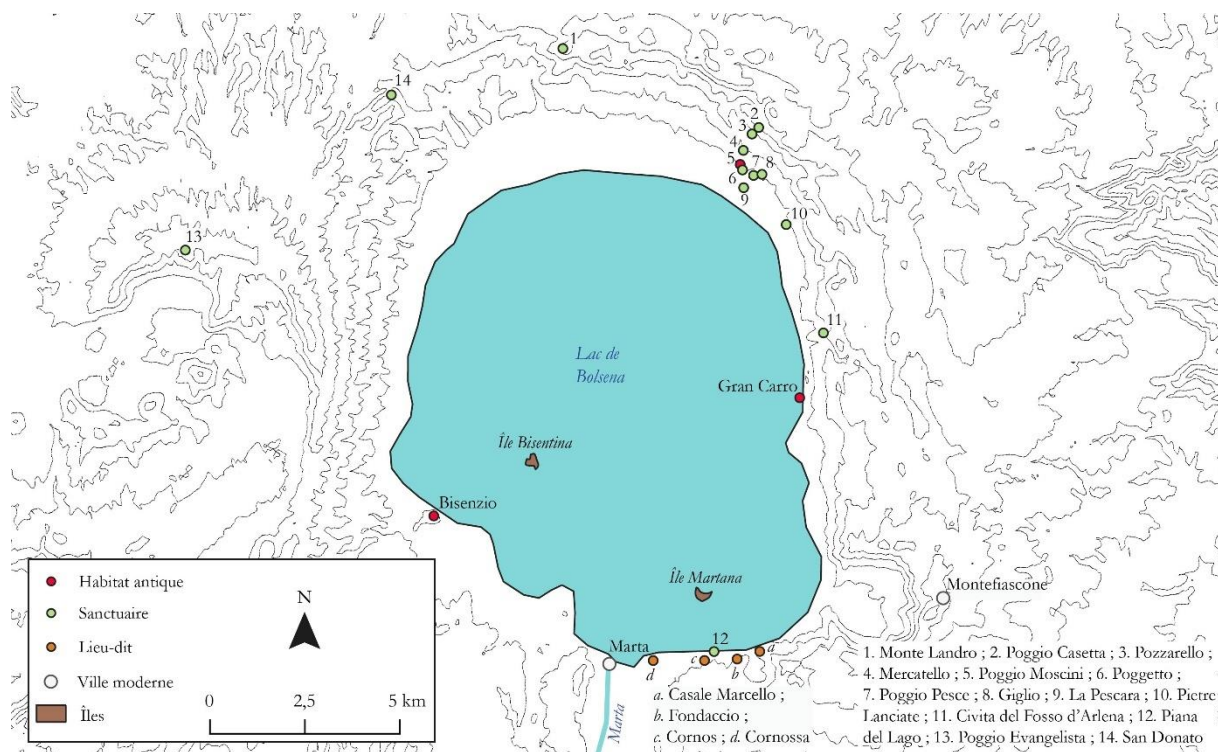 1
14
2
3
4
5
7 8
6
9
10
13
11
Lac de
Bolsena
Gran Carro
Île Bisentina
Bisenzio
Île Martana
Montefiascone
Habitat antique
Sanctuaire
Lieu-dit
Ville moderne
Îles
N
0 2,5 5 km
Marta
12
d
c
b
a
Marta
a. Casale Marcello ;
b. Fondaccio ;
c. Cornos ; d. Cornossa
1. Monte Landro ; 2. Poggio Casetta ; 3. Pozzarello ;
4. Mercatello ; 5. Poggio Moscini ; 6. Poggetto ;
7. Poggio Pesce ; 8. Giglio ; 9. La Pescara ; 10. Pietre
Lanciate ; 11. Civita del Fosso d'Arlena ; 12. Piana
del Lago ; 13. Poggio Evangelista ; 14. San Donato